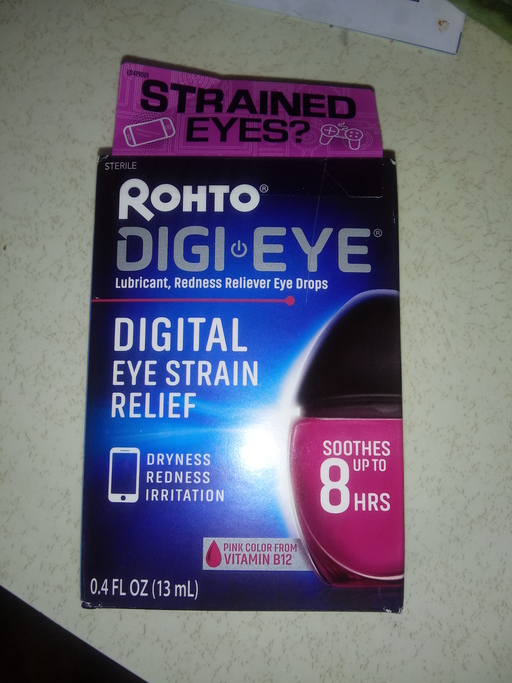 STRAINED
EYES?
STERILE
ROHTO®
DIGI EYE®
Lubricant, Redness Reliever Eye Drops
DIGITAL
EYE STRAIN
RELIEF
DRYNESS
REDNESS
IRRITATION
SOOTHES
UP TO
8 HRS
PINK COLOR FROM
VITAMIN B12
0.4 FL OZ (13 mL)